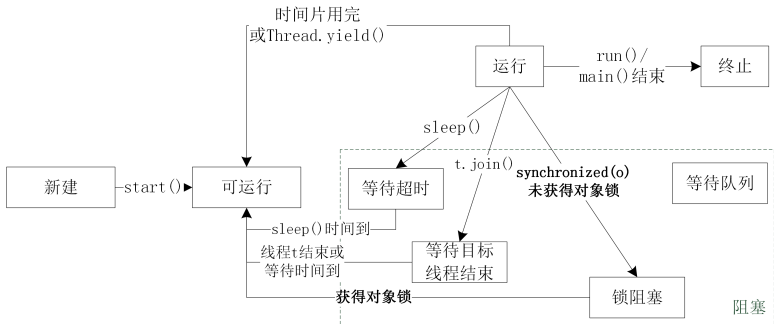 时间片用完
或Thread.yield()
运行
run()/
main()结束
终止
sleep()
t.join()
synchronized(o)
未获得对象锁
等待队列
新建
start()
可运行
等待超时
sleep()时间到
线程t结束或
等待时间到
等待目标
线程结束
获得对象锁
锁阻塞
阻塞